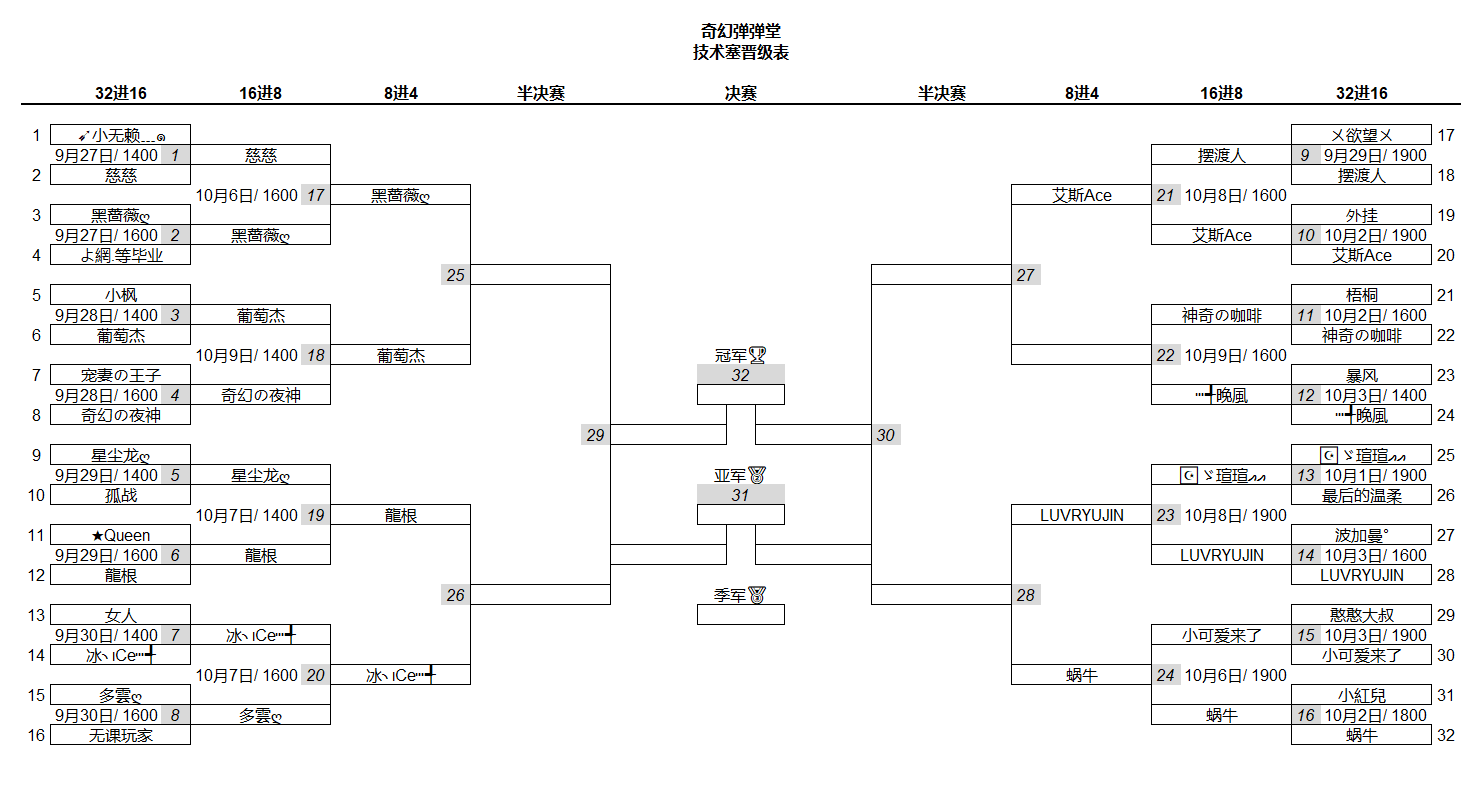 奇幻弹弹堂
技术塞晋级表
32进16 16进8 8进4 半决赛 决赛 半决赛 8进4 16进8 32进16
1 ➶小无赖﹍๑ ㄨ欲望ㄨ 17
9月27日/ 1400 1 慈慈 摆渡人 9 9月29日/ 1900
2 慈慈 摆渡人 18
10月6日/ 1600 17 黑蔷薇ღ 艾斯Ace 21 10月8日/ 1600
3 黑蔷薇ღ 外挂 19
9月27日/ 1600 2 黑蔷薇ღ 艾斯Ace 10 10月2日/ 1900
4 よ網.等毕业 艾斯Ace 20
25 27
5 小枫 梧桐 21
9月28日/ 1400 3 葡萄杰 神奇の咖啡 11 10月2日/ 1600
6 葡萄杰 神奇の咖啡 22
10月9日/ 1400 18 葡萄杰 冠军🏆 22 10月9日/ 1600
7 宠妻の王子 32 暴风 23
9月28日/ 1600 4 奇幻の夜神 ┉╃晚風 12 10月3日/ 1400
8 奇幻の夜神 ┉╃晚風 24
29 30
9 星尘龙ღ ☪ゞ瑄瑄ᨒ 25
9月29日/ 1400 5 星尘龙ღ 亚军🥈 ☪ゞ瑄瑄ᨒ 13 10月1日/ 1900
10 孤战 31 最后的温柔 26
10月7日/ 1400 19 龍根 LUVRYUJIN 23 10月8日/ 1900
11 ★Queen 波加曼° 27
9月29日/ 1600 6 龍根 LUVRYUJIN 14 10月3日/ 1600
12 龍根 LUVRYUJIN 28
26 季军🥉 28
13 女人 憨憨大叔 29
9月30日/ 1400 7 冰ヽıCe┉╃ 小可爱来了 15 10月3日/ 1900
14 冰ヽıCe┉╃ 小可爱来了 30
10月7日/ 1600 20 冰ヽıCe┉╃ 蜗牛 24 10月6日/ 1900
15 多雲ღ 小紅兒 31
9月30日/ 1600 8 多雲ღ 蜗牛 16 10月2日/ 1800
16 无课玩家 蜗牛 32